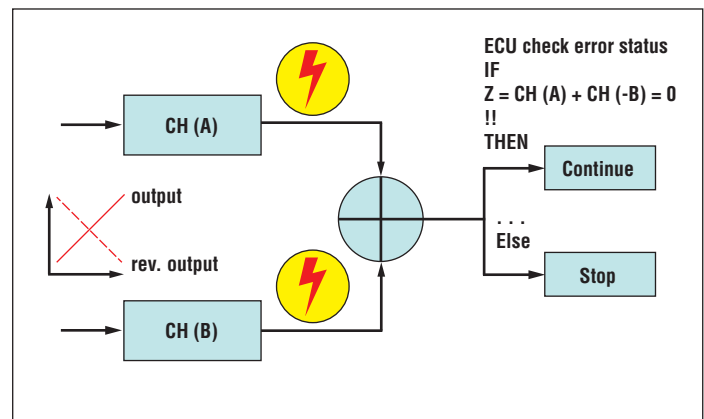 ECU check error status
IF
Z = CH (A) + CH (-B) = 0
!!
THEN
CH (A)
Continue
output
. . .
Else
rev. output
Stop
CH (B)